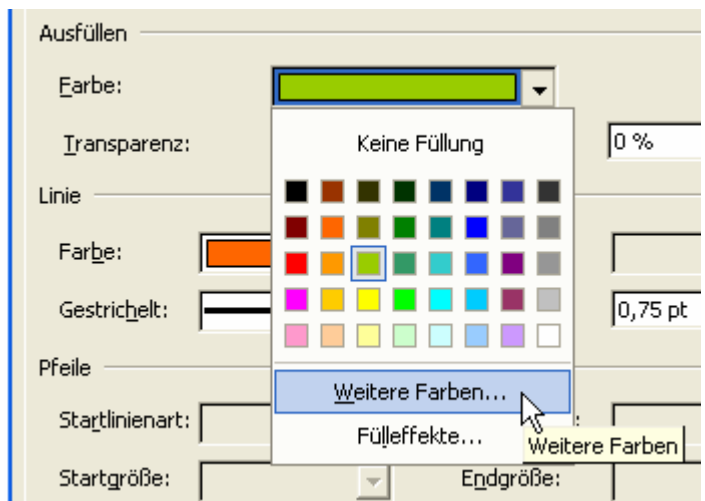 Ausfüllen
Farbe:
Keine Füllung
Transparenz:
0 %
Linie
Farbe:
Gestrichelt:
0,75 pt
Pfeile
Weitere Farben...
Startlinienart:
:
Fülleffekte...
Weitere Farben
Startgröße:
Endgröße: